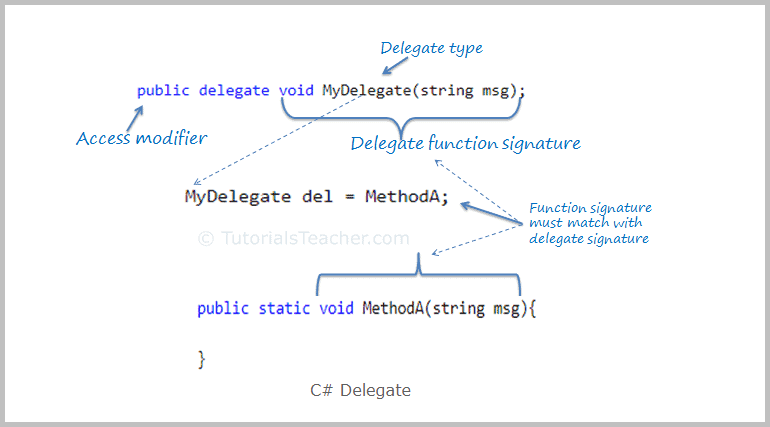 Delegate type
public delegate void MyDelegate(string msg);
Access modifier
Delegate function signature
MyDelegate del = MethodA;
Function signature
must match with
delegate signature
© TutorialsTeacher.com
public static void MethodA(string msg){
}
C# Delegate